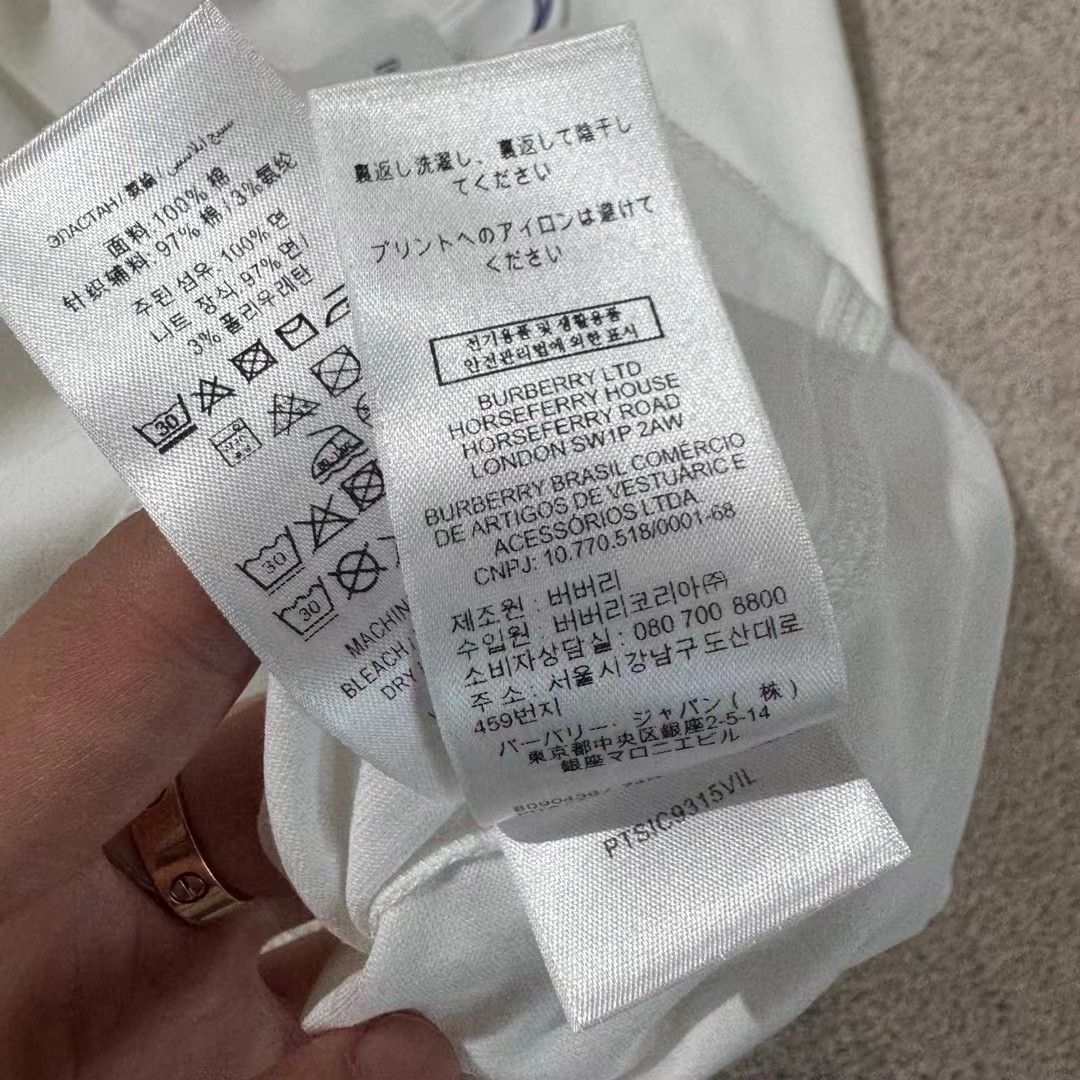 ЭЛАСТАН / 氨綸 /
面料 100% 棉
针织辅料 97% 棉 / 3% 氨纶
주된 섬유 100% 면
니트 장식 97% 면 /
3% 폴리우레탄
30
30
30
MACHIN
BLEACH
DRY
裏返し洗濯し、裏返して陰干し
てください
プリントへのアイロンは避けて
ください
전기용품 및 생활용품
안전관리법에 의한 표시
BURBERRY LTD
HORSEFERRY HOUSE
HORSEFERRY ROAD
LONDON SW1P 2AW
BURBERRY BRASIL COMÉRCIO
DE ARTIGOS DE VESTUÁRIC E
ACESSÓRIOS LTDA.
CNPJ: 10.770.518/0001-68
제조원 : 버버리
수입원 : 버버리코리아(주)
소비자상담실 : 080 700 8800
주 소 : 서울시 강남구 도산대로
459번지
バーバリー・ジャパン ( 株 )
東京都中央区銀座2-5-14
銀座マロニエビル
PTSIC9315VIL